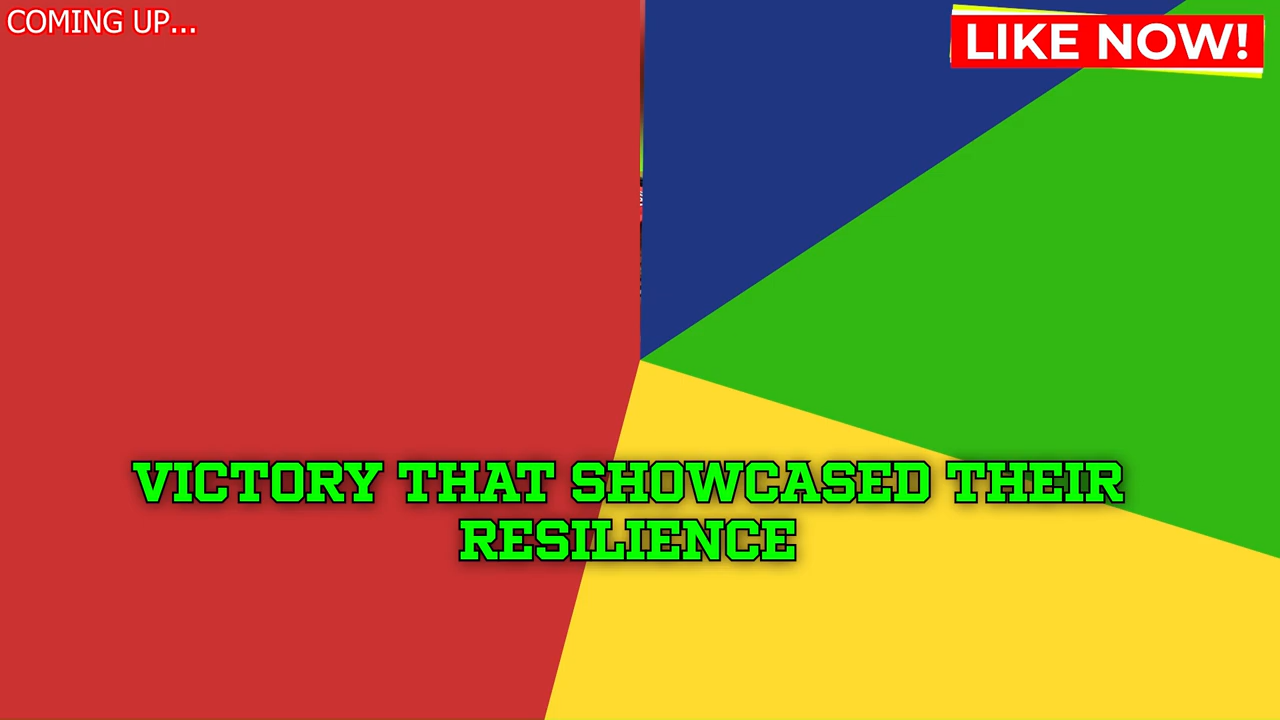 COMING UP...
LIKE NOW!
VICTORY THAT SHOWCASED THEIR
RESILIENCE